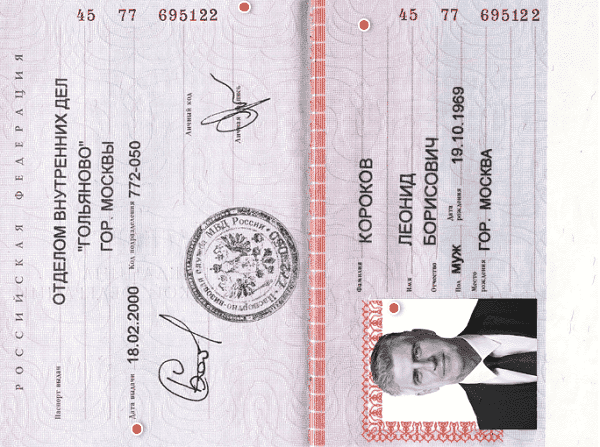 РОССИЙСКАЯ ФЕДЕРАЦИЯ
Паспорт выдан
ОТДЕЛОМ ВНУТРЕННИХ ДЕЛ
"ГОЛЬЯНОВО"
ГОР. МОСКВЫ
Дата выдачи 18.02.2000 Код подразделения 772-050
Личный код
Личная подпись
45 77 695122
45 77 695122
Фамилия КОРОКОВ
Имя ЛЕОНИД
Отчество БОРИСОВИЧ
Пол МУЖ Дата рождения 19.10.1969
Место рождения ГОР. МОСКВА